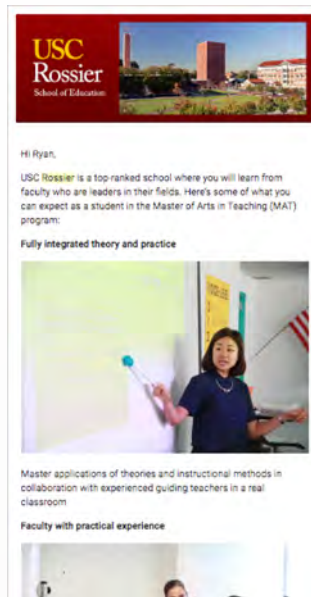 USC
Rossier
School of Education
Hi Ryan,
USC Rossier is a top-ranked school where you will learn from
faculty who are leaders in their fields. Here's some of what you
can expect as a student in the Master of Arts in Teaching (MAT)
program:
Fully integrated theory and practice
Master applications of theories and instructional methods in
collaboration with experienced guiding teachers in a real
classroom
Faculty with practical experience